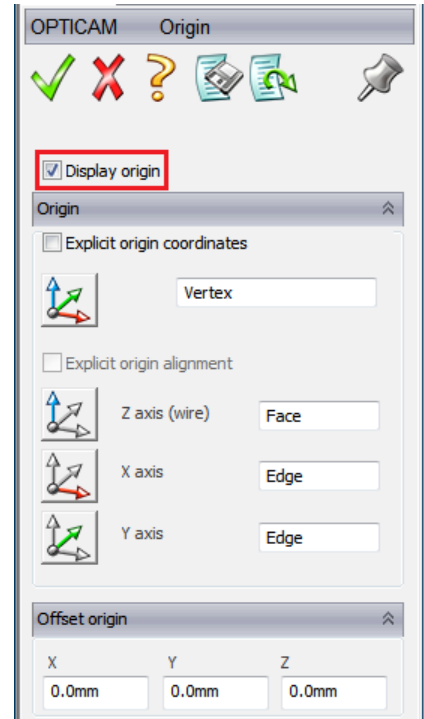 OPTICAM Origin
?
Display origin
Origin
Explicit origin coordinates
Vertex
Explicit origin alignment
Z axis (wire) Face
X axis Edge
Y axis Edge
Offset origin
X Y Z
0.0mm 0.0mm 0.0mm